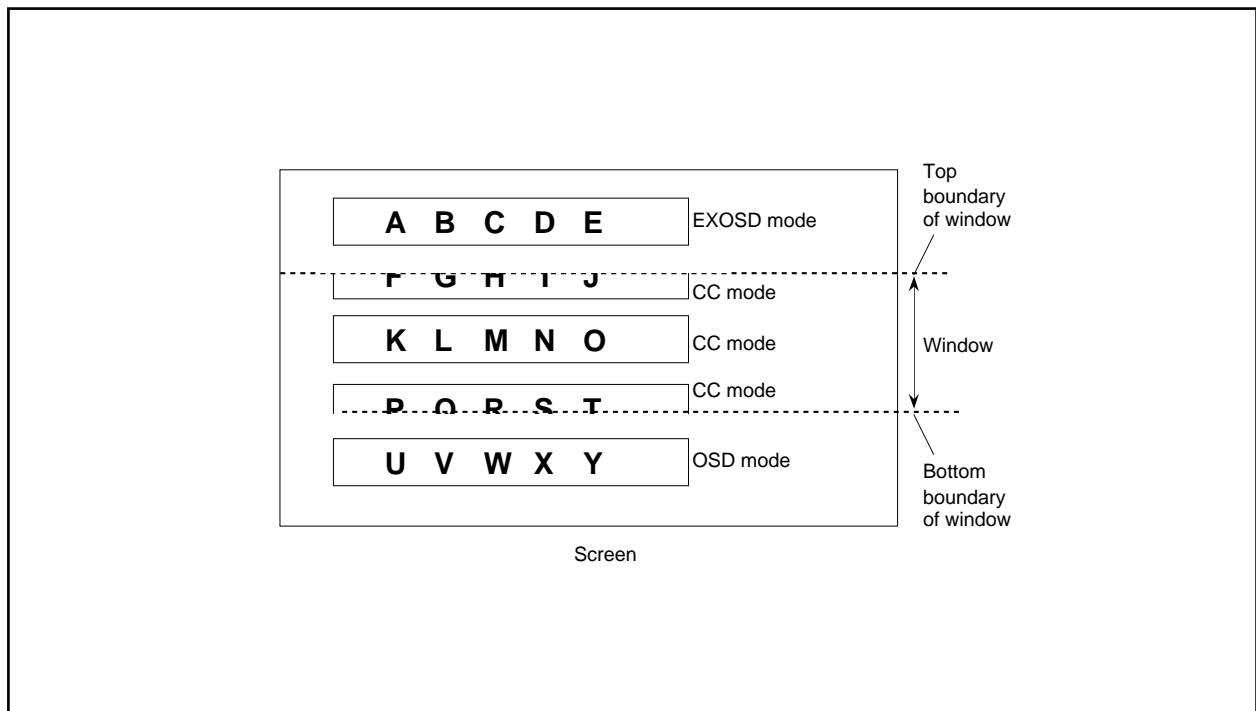 Top
boundary
of window
A B C D E
EXOSD mode
F G H I J
CC mode
K L M N O
CC mode
Window
CC mode
P Q R S T
U V W X Y
OSD mode
Bottom
boundary
of window
Screen